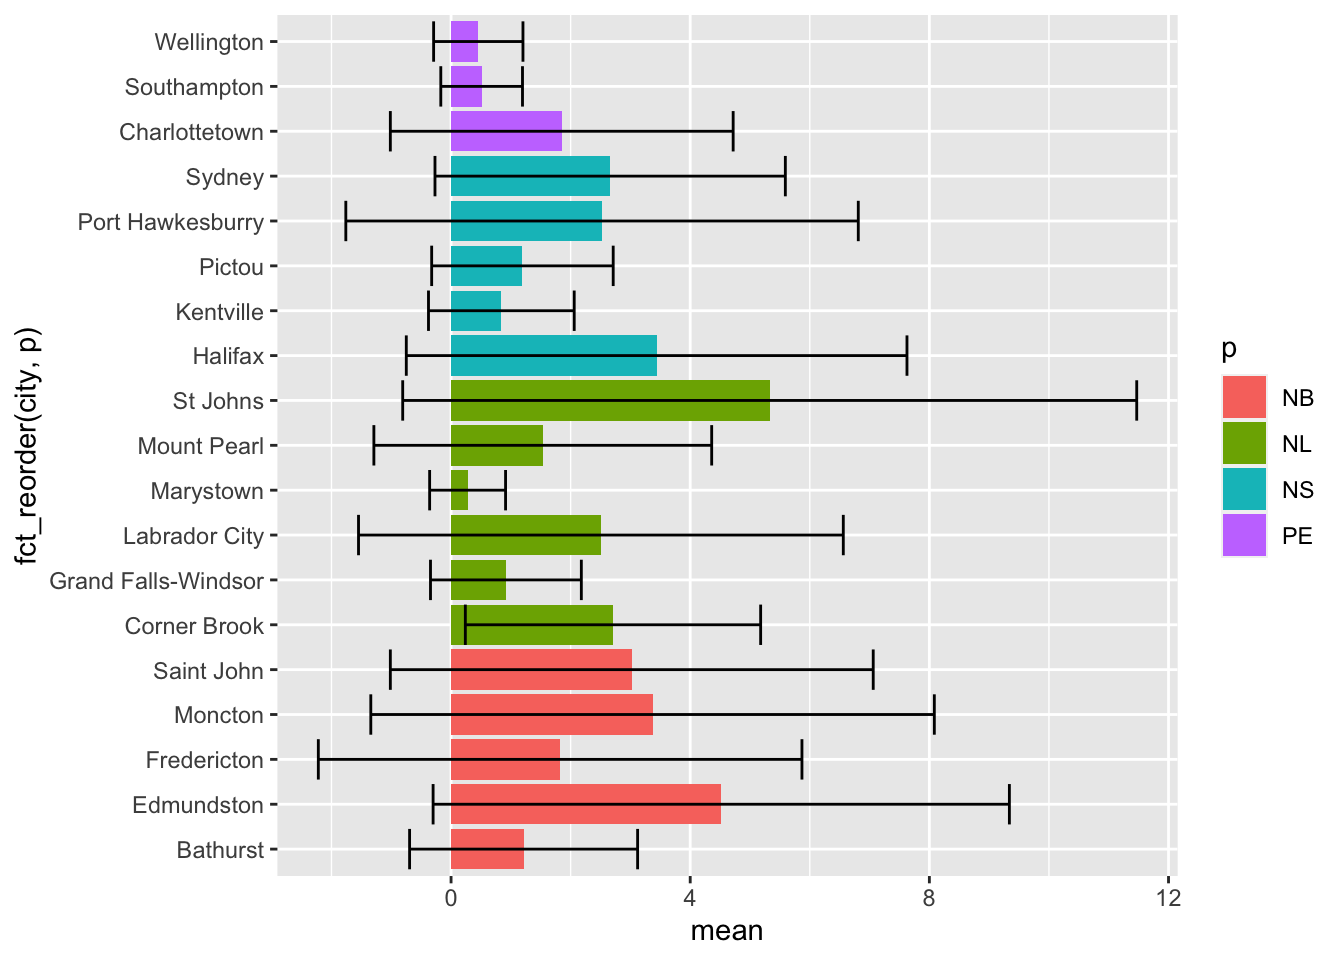 fct_reorder(city, p)
Wellington
Southampton
Charlottetown
Sydney
Port Hawkesburry
Pictou
Kentville
Halifax
St Johns
Mount Pearl
Marystown
Labrador City
Grand Falls-Windsor
Corner Brook
Saint John
Moncton
Fredericton
Edmundston
Bathurst
0 4 8 12
mean
p
NB
NL
NS
PE